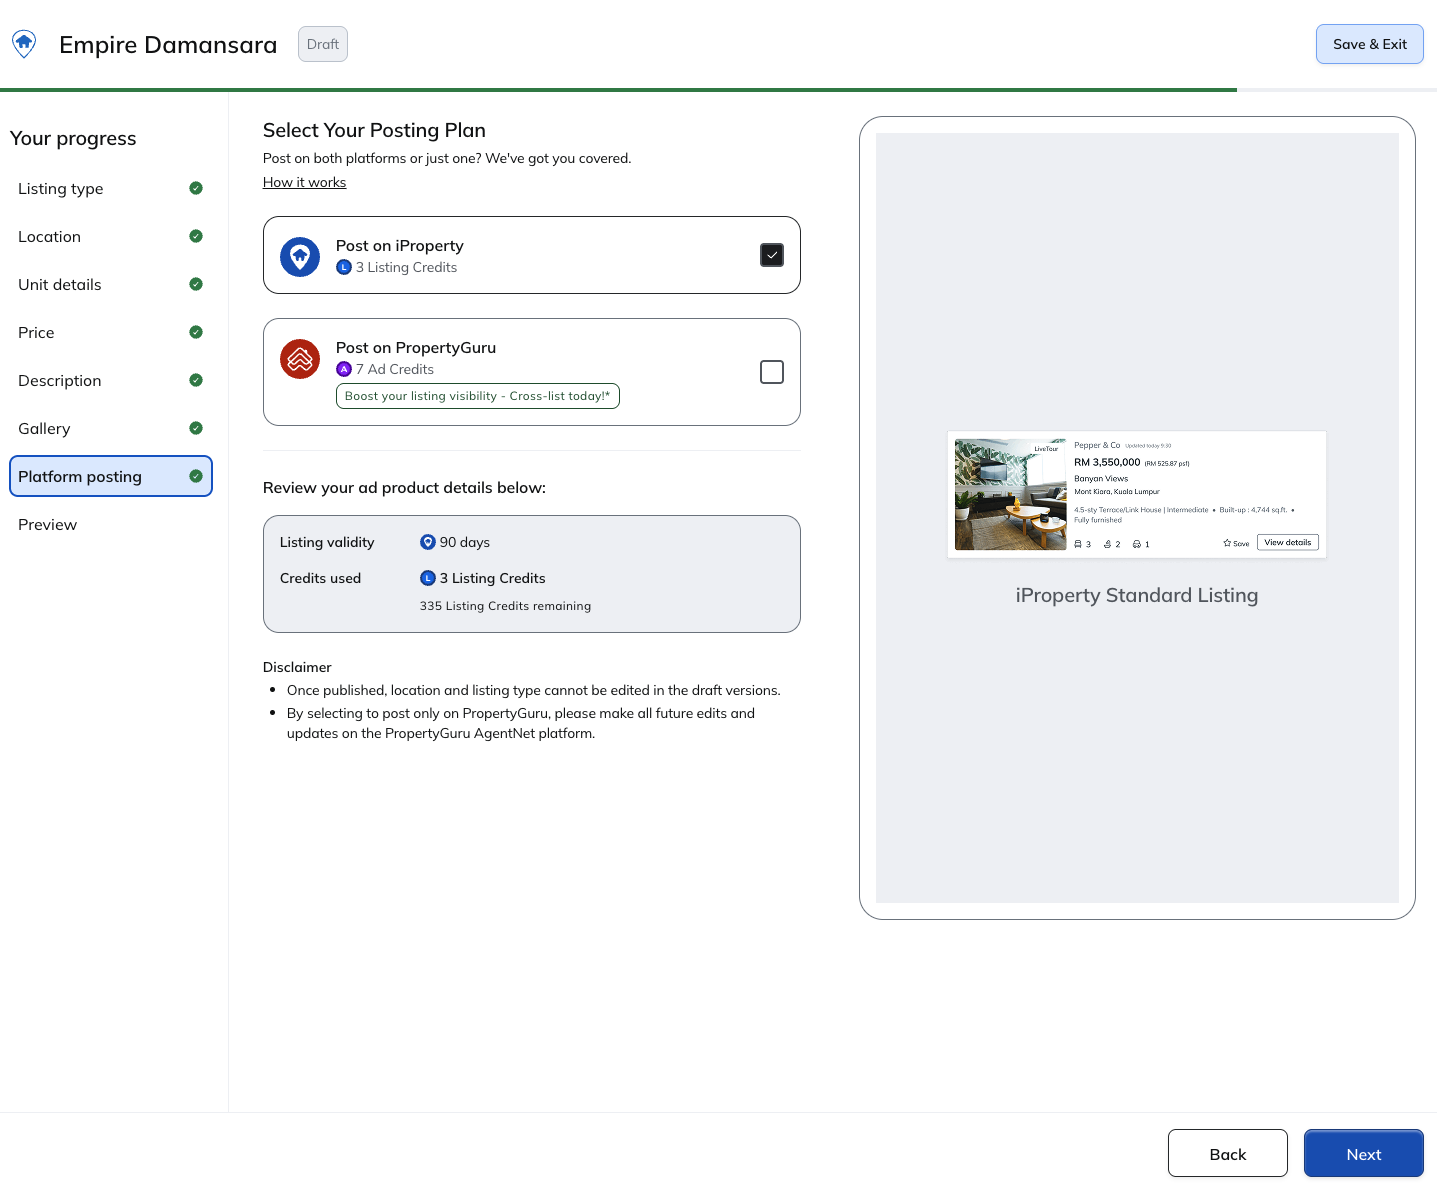 Empire Damansara
Draft
Save & Exit
Your progress
Listing type
Location
Unit details
Price
Description
Gallery
Platform posting
Preview
Select Your Posting Plan
Post on both platforms or just one? We've got you covered.
How it works
Post on iProperty
L 3 Listing Credits
Post on PropertyGuru
A 7 Ad Credits
Boost your listing visibility - Cross-list today!*
Review your ad product details below:
Listing validity 90 days
Credits used L 3 Listing Credits
335 Listing Credits remaining
Disclaimer
• Once published, location and listing type cannot be edited in the draft versions.
• By selecting to post only on PropertyGuru, please make all future edits and
updates on the PropertyGuru AgentNet platform.
LiveTour
Pepper & Co Updated today 9:30
RM 3,550,000 (RM 525.87 psf)
Banyan Views
Mont Kiara, Kuala Lumpur
4.5-sty Terrace/Link House | Intermediate • Built-up : 4,744 sq.ft. •
Fully furnished
3 2 1 Save View details
iProperty Standard Listing
Back
Next